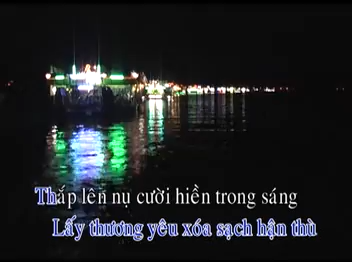 Thắp lên nụ cười hiền trong sáng
Lấy thương yêu xóa sạch hận thù